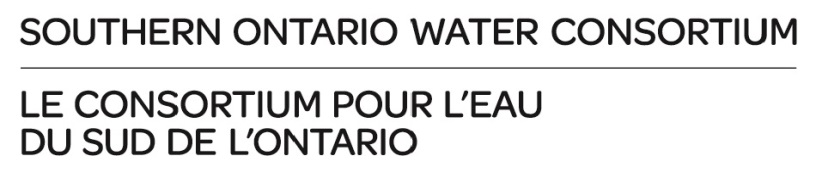 SOUTHERN ONTARIO WATER CONSORTIUM
LE CONSORTIUM POUR L'EAU
DU SUD DE L'ONTARIO